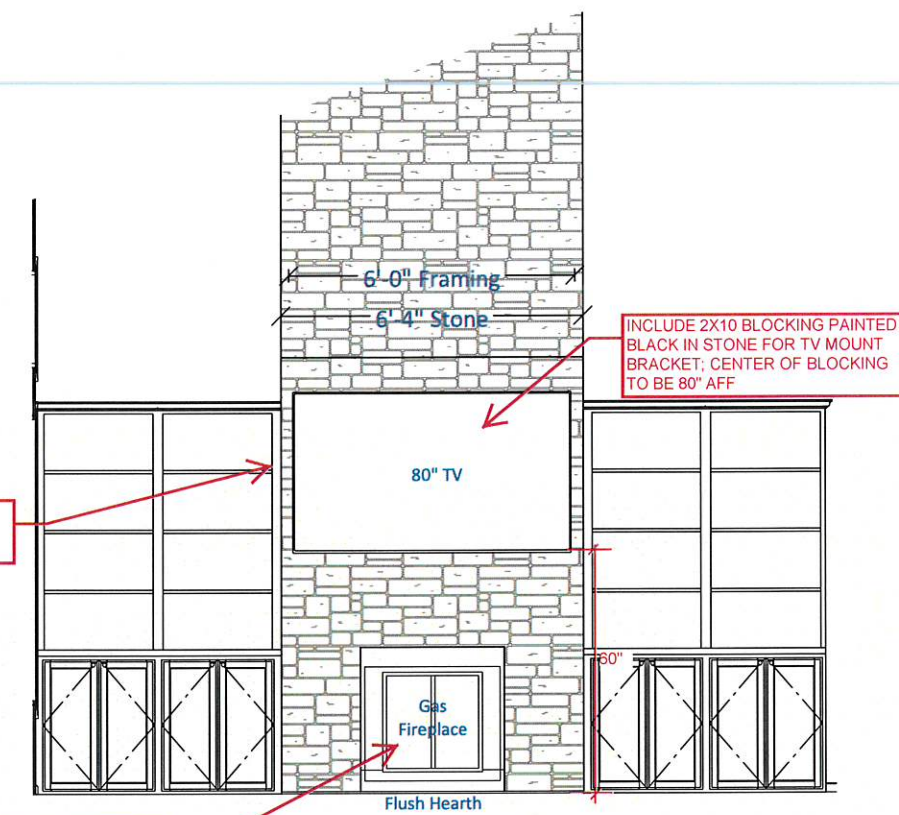 6'-0" Framing
6'-4" Stone
INCLUDE 2X10 BLOCKING PAINTED
BLACK IN STONE FOR TV MOUNT
BRACKET; CENTER OF BLOCKING
TO BE 80" AFF
80" TV
60"
Gas
Fireplace
Flush Hearth